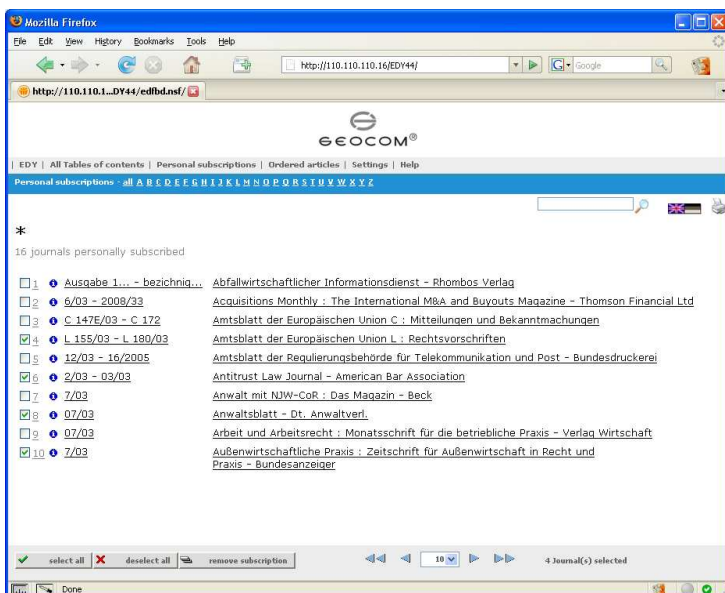 Mozilla Firefox
File Edit View History Bookmarks Tools Help
http://110.110.110.16/EDY44/
G Google
http://110.110.1...DY44/edfbd.nsf/
GEOCOM®
| EDY | All Tables of contents | Personal subscriptions | Ordered articles | Settings | Help
Personal subscriptions - all A B C D E F G H I J K L M N O P Q R S T U V W X Y Z
*
16 journals personally subscribed
1 Ausgabe 1... - bezichnig... Abfallwirtschaftlicher Informationsdienst - Rhombos Verlag
2 6/03 - 2008/33 Acquisitions Monthly : The International M&A and Buyouts Magazine - Thomson Financial Ltd
3 C 147E/03 - C 172 Amtsblatt der Europäischen Union C : Mitteilungen und Bekanntmachungen
4 L 155/03 - L 180/03 Amtsblatt der Europäischen Union L : Rechtsvorschriften
5 12/03 - 16/2005 Amtsblatt der Regulierungsbehörde für Telekommunikation und Post - Bundesdruckerei
6 2/03 - 03/03 Antitrust Law Journal - American Bar Association
7 7/03 Anwalt mit NJW-CoR : Das Magazin - Beck
8 07/03 Anwaltsblatt - Dt. Anwaltverl.
9 07/03 Arbeit und Arbeitsrecht : Monatsschrift für die betriebliche Praxis - Verlag Wirtschaft
10 7/03 Außenwirtschaftliche Praxis : Zeitschrift für Außenwirtschaft in Recht und
Praxis - Bundesanzeiger
select all deselect all remove subscription 10 4 Journal(s) selected
Done